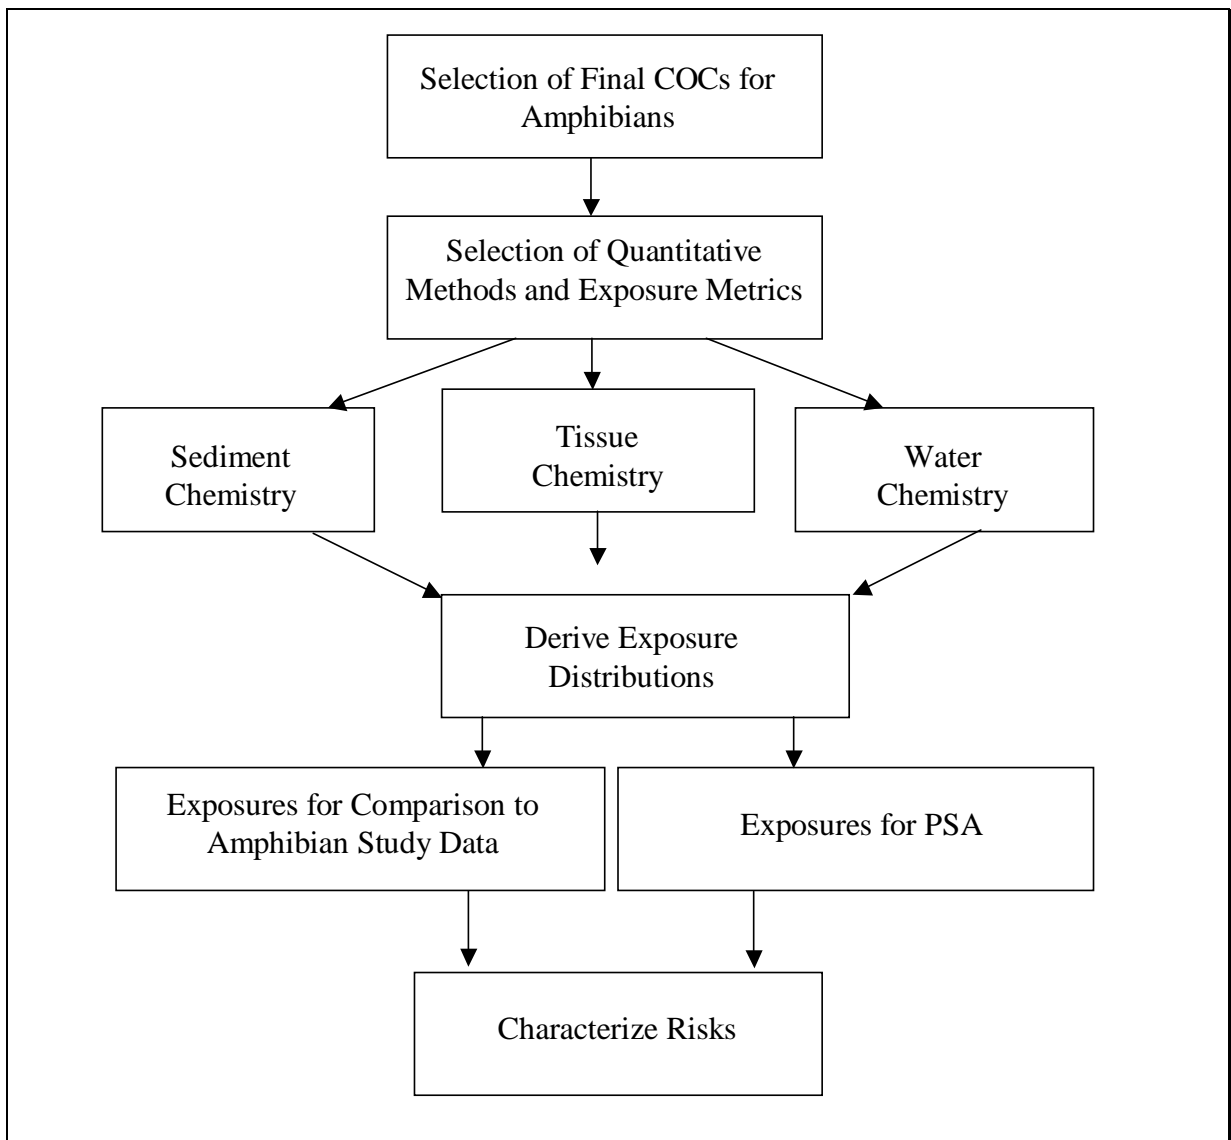 Selection of Final COCs for
Amphibians
Selection of Quantitative
Methods and Exposure Metrics
Sediment
Chemistry
Tissue
Chemistry
Water
Chemistry
Derive Exposure
Distributions
Exposures for Comparison to
Amphibian Study Data
Exposures for PSA
Characterize Risks